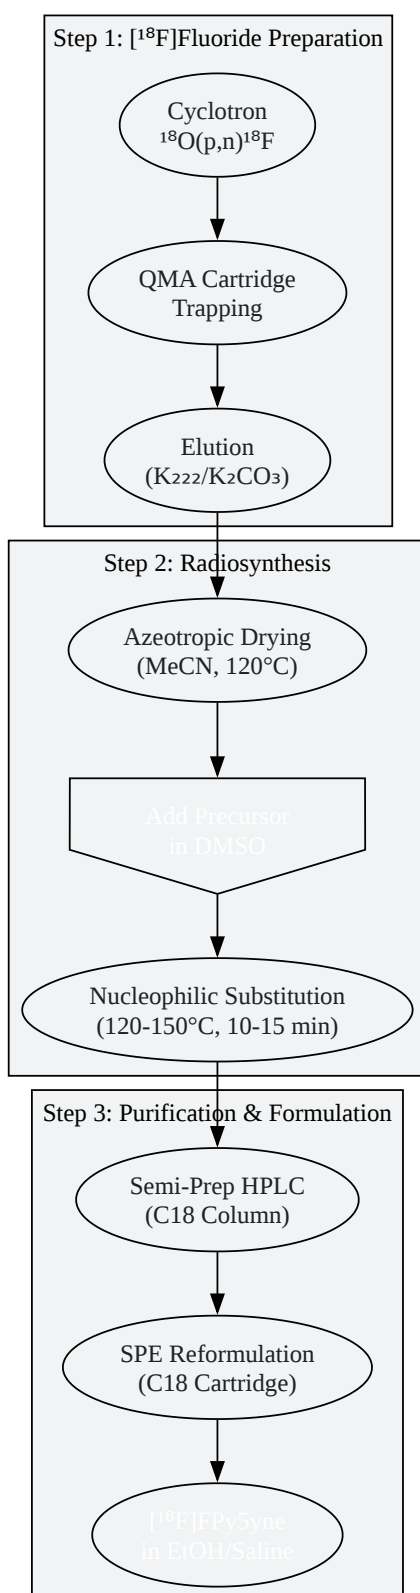 Step 1: [¹⁸F]Fluoride Preparation
Cyclotron
¹⁸O(p,n)¹⁸F
QMA Cartridge
Trapping
Elution
(K₂₂₂/K₂CO₃)
Step 2: Radiosynthesis
Azeotropic Drying
(MeCN, 120°C)
Add Precursor
in DMSO
Nucleophilic Substitution
(120-150°C, 10-15 min)
Step 3: Purification & Formulation
Semi-Prep HPLC
(C18 Column)
SPE Reformulation
(C18 Cartridge)
[¹⁸F]FPy5yne
in EtOH/Saline